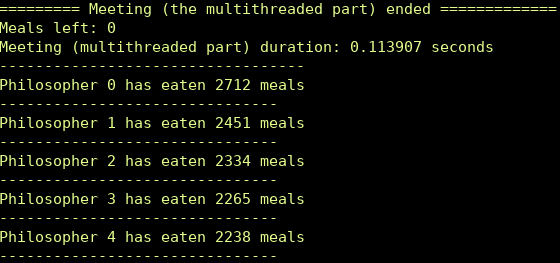 ========= Meeting (the multithreaded part) ended =============
Meals left: 0
Meeting (multithreaded part) duration: 0.113907 seconds
----------------------------------
Philosopher 0 has eaten 2712 meals
-------------------------------
Philosopher 1 has eaten 2451 meals
-------------------------------
Philosopher 2 has eaten 2334 meals
-------------------------------
Philosopher 3 has eaten 2265 meals
-------------------------------
Philosopher 4 has eaten 2238 meals
-------------------------------